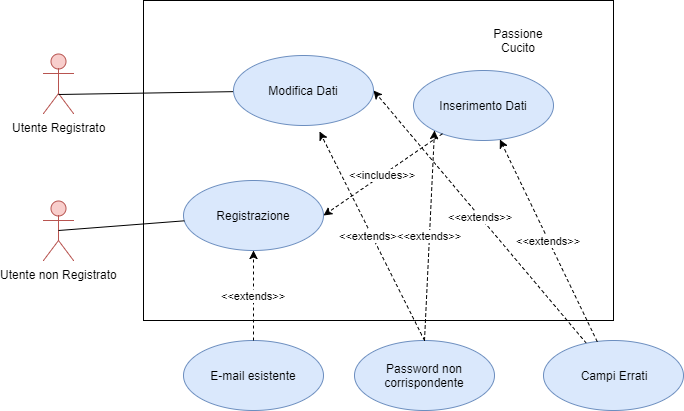 Passione
Cucito
Modifica Dati
Inserimento Dati
Utente Registrato
<<includes>>
Registrazione
<<extends>>
<<extends>
<<extends>>
<<extends>>
Utente non Registrato
<<extends>>
E-mail esistente
Password non
corrispondente
Campi Errati